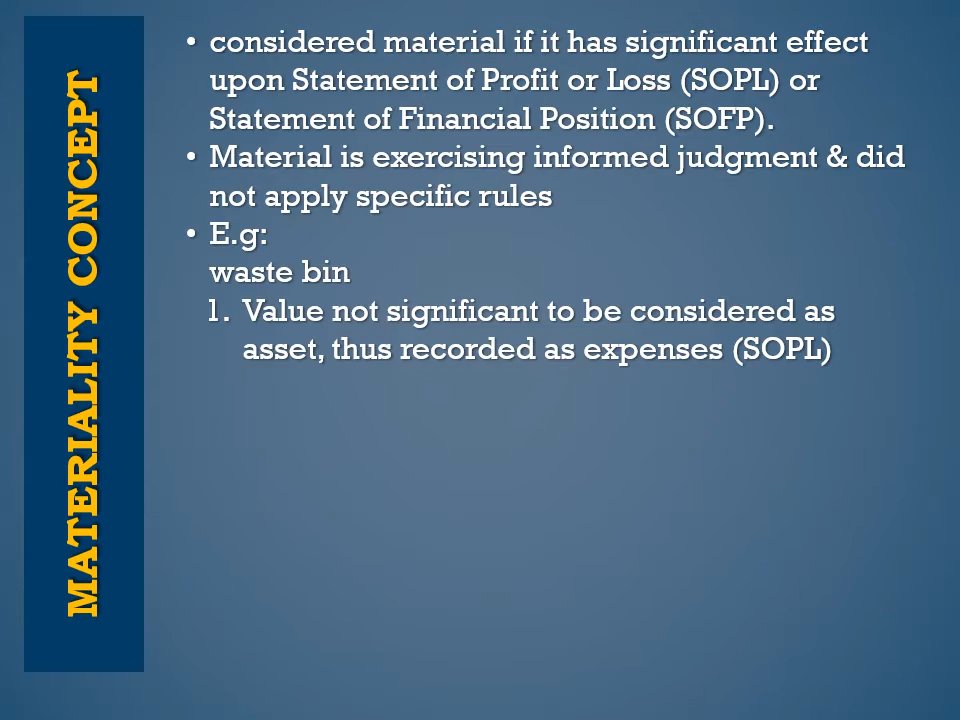 MATERIALITY CONCEPT
• considered material if it has significant effect
upon Statement of Profit or Loss (SOPL) or
Statement of Financial Position (SOFP).
• Material is exercising informed judgment & did
not apply specific rules
• E.g:
waste bin
1. Value not significant to be considered as
asset, thus recorded as expenses (SOPL)